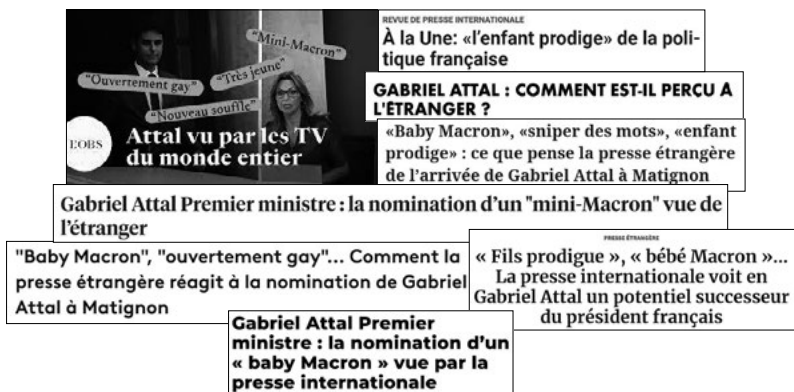 “Mini-Macron”
“Ouvertement gay”
“Très jeune”
“Nouveau souffle”
L'OBS
Attal vu par les TV
du monde entier
REVUE DE PRESSE INTERNATIONALE
À la Une: «l’enfant prodige» de la poli-
tique française
GABRIEL ATTAL : COMMENT EST-IL PERÇU À
L'ÉTRANGER ?
«Baby Macron», «sniper des mots», «enfant
prodige» : ce que pense la presse étrangère
de l’arrivée de Gabriel Attal à Matignon
Gabriel Attal Premier ministre : la nomination d’un "mini-Macron" vue de
l’étranger
"Baby Macron", "ouvertement gay"... Comment la
presse étrangère réagit à la nomination de Gabriel
Attal à Matignon
PRESSE ÉTRANGÈRE
« Fils prodigue », « bébé Macron »...
La presse internationale voit en
Gabriel Attal un potentiel successeur
du président français
Gabriel Attal Premier
ministre : la nomination d’un
« baby Macron » vue par la
presse internationale